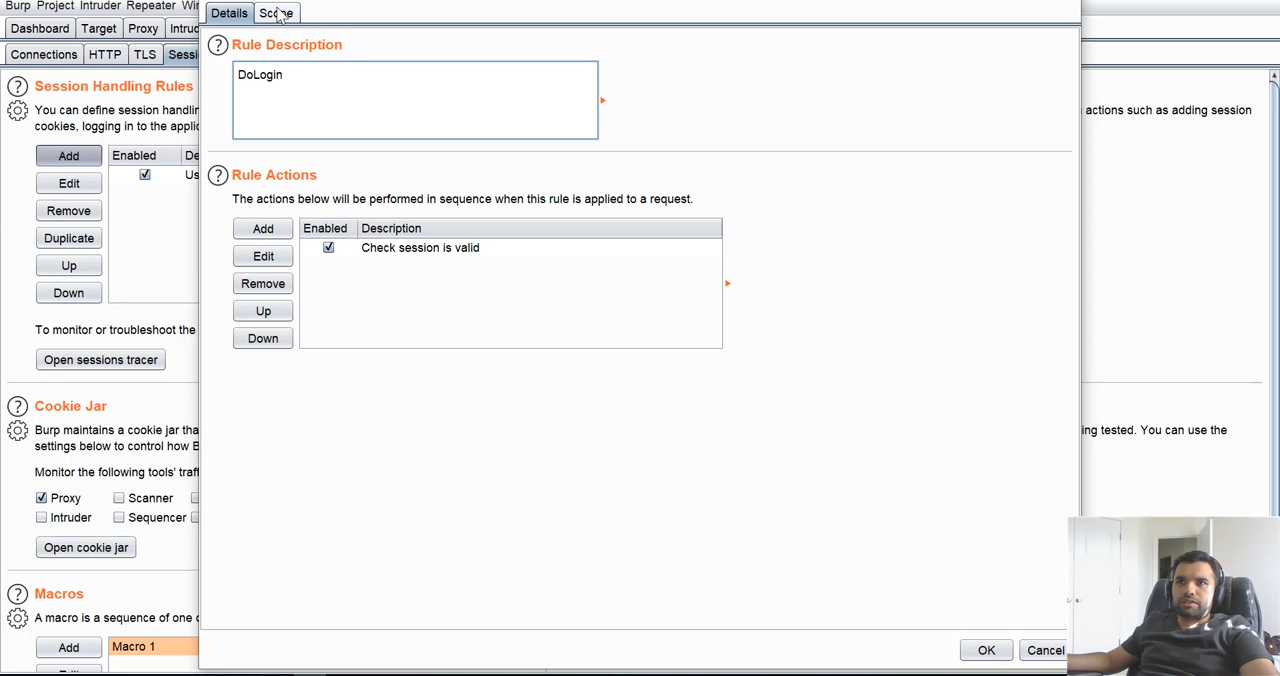 Burp Project Intruder Repeater
Details Scope
Dashboard Target Proxy
Connections HTTP TLS
Rule Description
DoLogin
Session Handling Rules
You can define session
actions such as adding session
cookies, logging in to the
Add Enabled
Edit
Remove
Duplicate
Up
Down
Rule Actions
The actions below will be performed in sequence when this rule is applied to a request.
Add Enabled Description
Check session is valid
Edit
Remove
Up
Down
To monitor or troubleshoot the
Open sessions tracer
Cookie Jar
Burp maintains a cookie jar
ing tested. You can use the
settings below to control how
Monitor the following tools' traf
Proxy Scanner
Intruder Sequencer
Open cookie jar
Macros
A macro is a sequence of one
Add Macro 1
OK Cancel